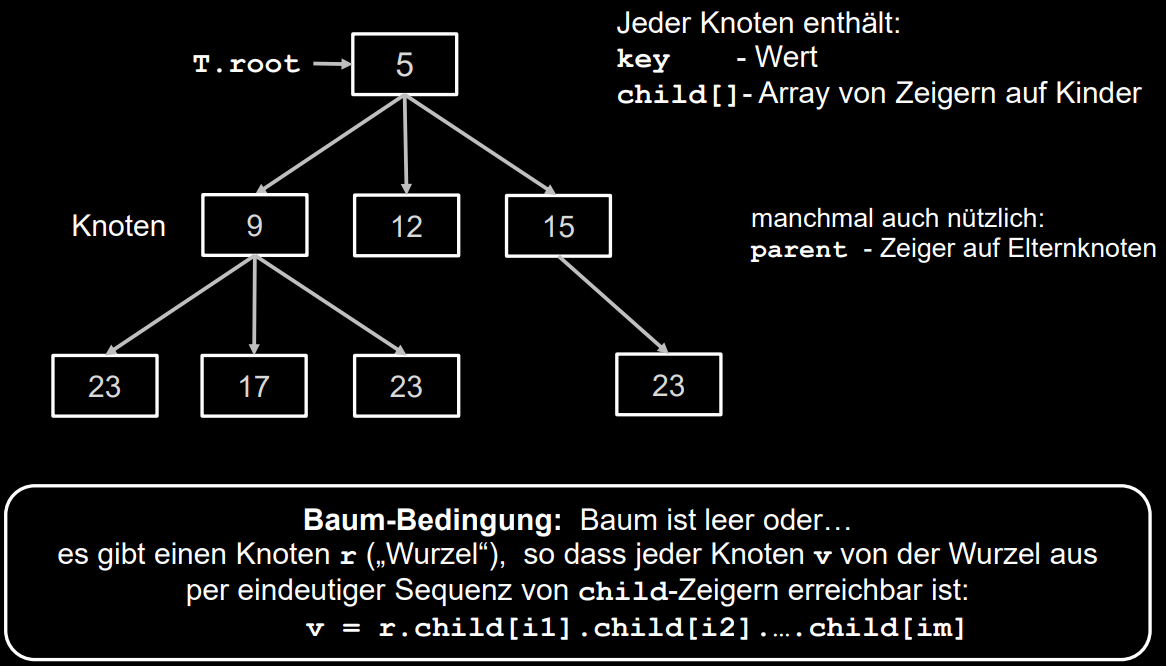 Jeder Knoten enthält:
T.root
5
key - Wert
child[] - Array von Zeigern auf Kinder
Knoten
9
12
15
manchmal auch nützlich:
parent - Zeiger auf Elternknoten
23
17
23
23
Baum-Bedingung: Baum ist leer oder…
es gibt einen Knoten r („Wurzel“), so dass jeder Knoten v von der Wurzel aus
per eindeutiger Sequenz von child-Zeigern erreichbar ist:
v = r.child[i1].child[i2].….child[im]